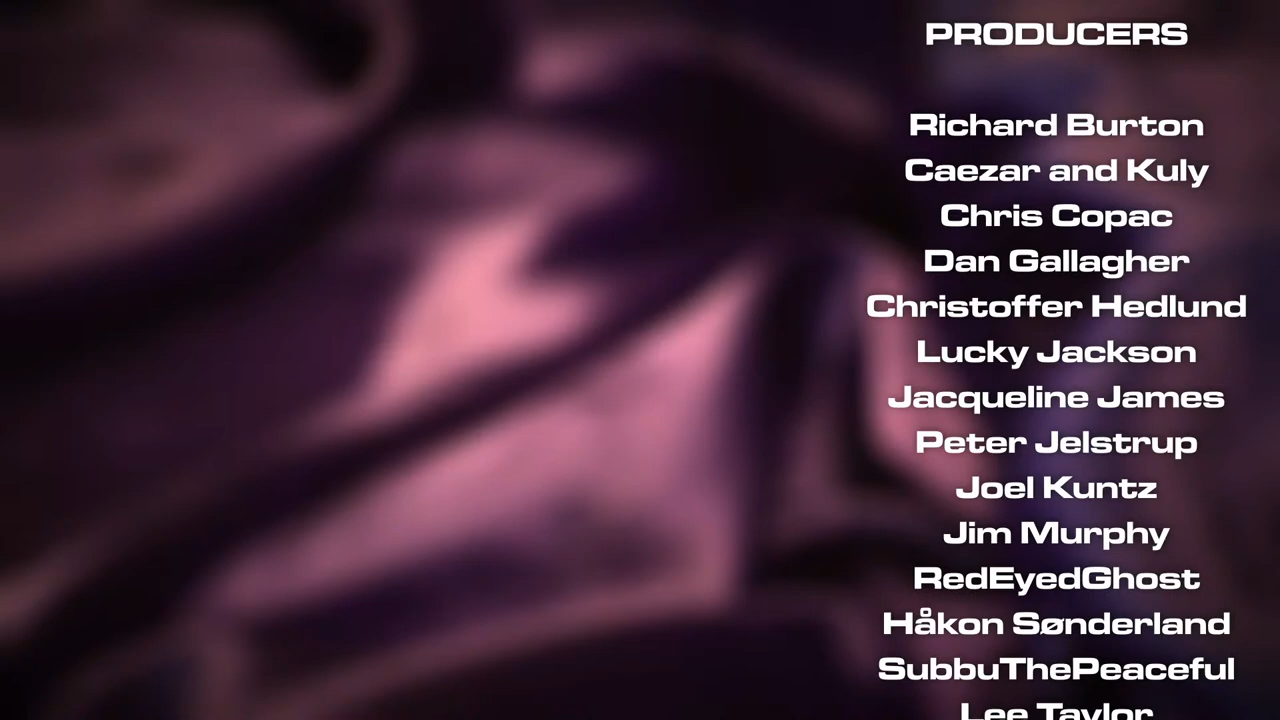 PRODUCERS
Richard Burton
Caezar and Kuly
Chris Copac
Dan Gallagher
Christoffer Hedlund
Lucky Jackson
Jacqueline James
Peter Jelstrup
Joel Kuntz
Jim Murphy
RedEyedGhost
Håkon Sønderland
SubbuThePeaceful
Lee Taylor